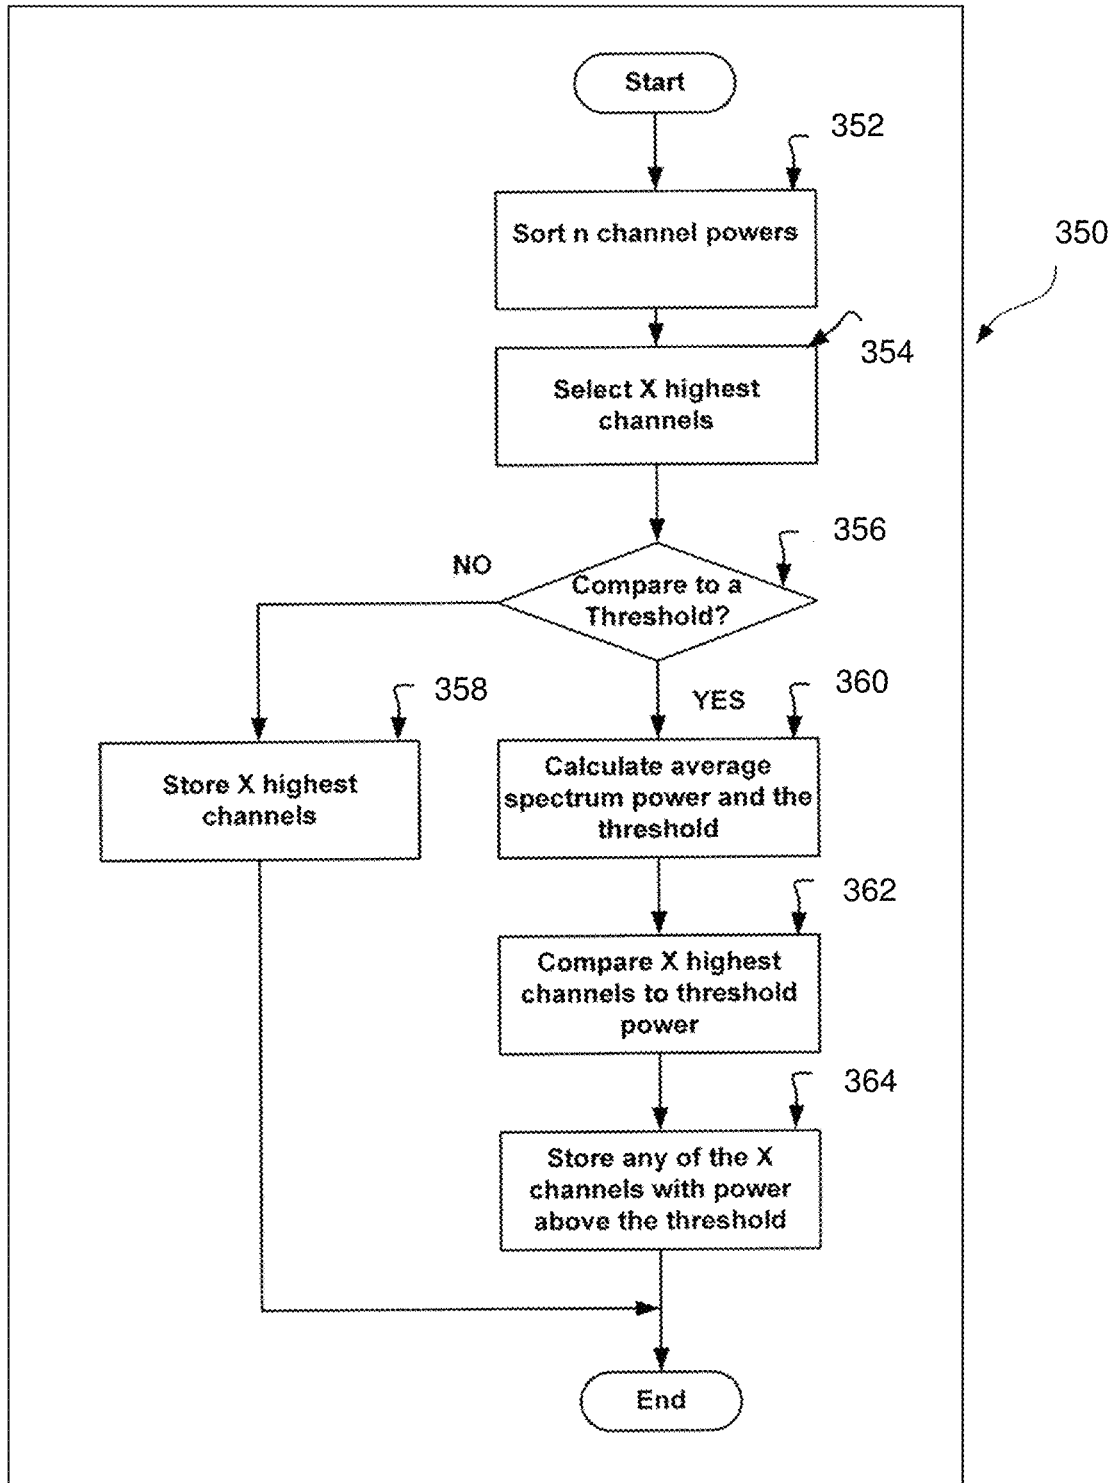 Start
352
Sort n channel powers
350
354
Select X highest
channels
356
NO
Compare to a
Threshold?
358
YES
360
Store X highest
channels
Calculate average
spectrum power and the
threshold
362
Compare X highest
channels to threshold
power
364
Store any of the X
channels with power
above the threshold
End